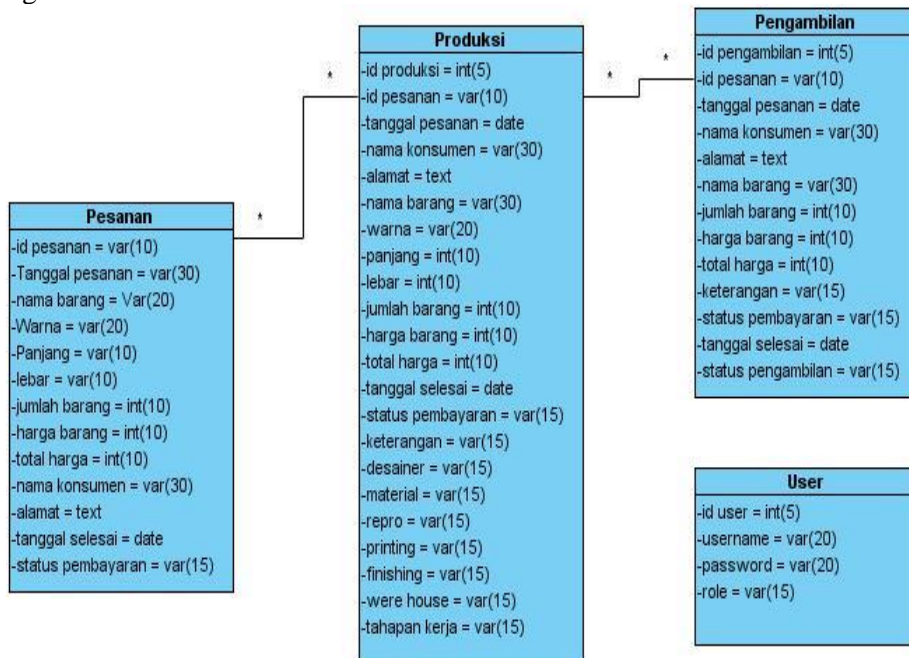 Pesanan
-id pesanan = var(10)
-Tanggal pesanan = var(30)
-nama barang = Var(20)
-Warna = var(20)
-Panjang = var(10)
-lebar = var(10)
-jumlah barang = int(10)
-harga barang = int(10)
-total harga = int(10)
-nama konsumen = var(30)
-alamat = text
-tanggal selesai = date
-status pembayaran = var(15)
*
*
Produksi
-id produksi = int(5)
-id pesanan = var(10)
-tanggal pesanan = date
-nama konsumen = var(30)
-alamat = text
-nama barang = var(30)
-warna = var(20)
-panjang = int(10)
-lebar = int(10)
-jumlah barang = int(10)
-harga barang = int(10)
-total harga = int(10)
-tanggal selesai = date
-status pembayaran = var(15)
-keterangan = var(15)
-desainer = var(15)
-material = var(15)
-repro = var(15)
-printing = var(15)
-finishing = var(15)
-were house = var(15)
-tahapan kerja = var(15)
*
*
Pengambilan
-id pengambilan = int(5)
-id pesanan = var(10)
-tanggal pesanan = date
-nama konsumen = var(30)
-alamat = text
-nama barang = var(30)
-jumlah barang = int(10)
-harga barang = int(10)
-total harga = int(10)
-keterangan = var(15)
-status pembayaran = var(15)
-tanggal selesai = date
-status pengambilan = var(15)
User
-id user = int(5)
-username = var(20)
-password = var(20)
-role = var(15)